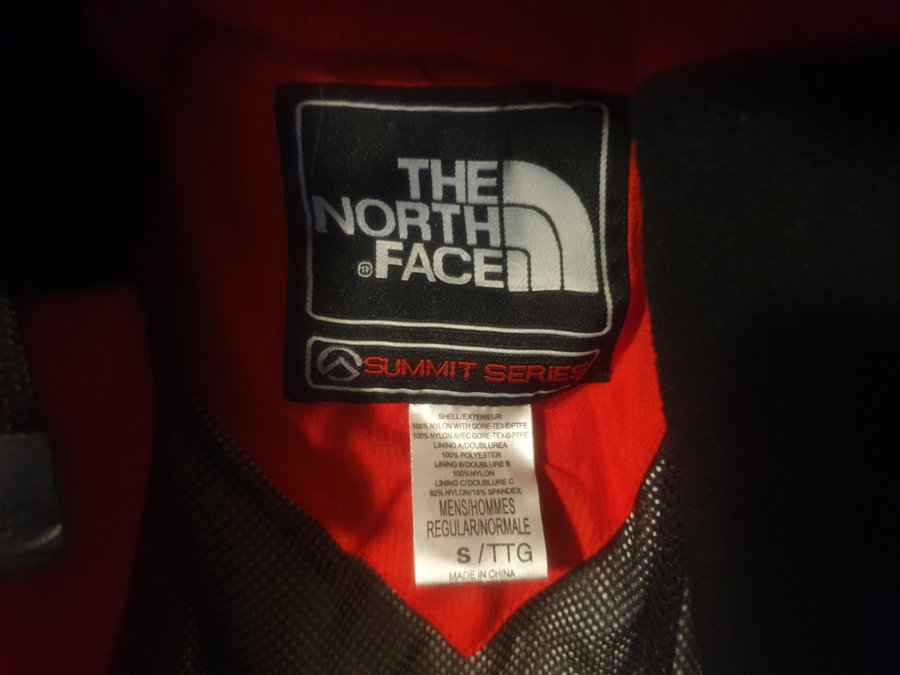 THE
NORTH
®FACE
SUMMIT SERIES
SHELL/EXTERIEUR
100% NYLON WITH GORE-TEX®PTFE
100% NYLON AVEC GORE-TEX®PTFE
LINING A/DOUBLUREA
100% POLYESTER
LINING B/DOUBLURE B
100%NYLON
LINING C/DOUBLURE C
82% NYLON/18% SPANDEX
MENS/HOMMES
REGULAR/NORMALE
S/TTG
MADE IN CHINA